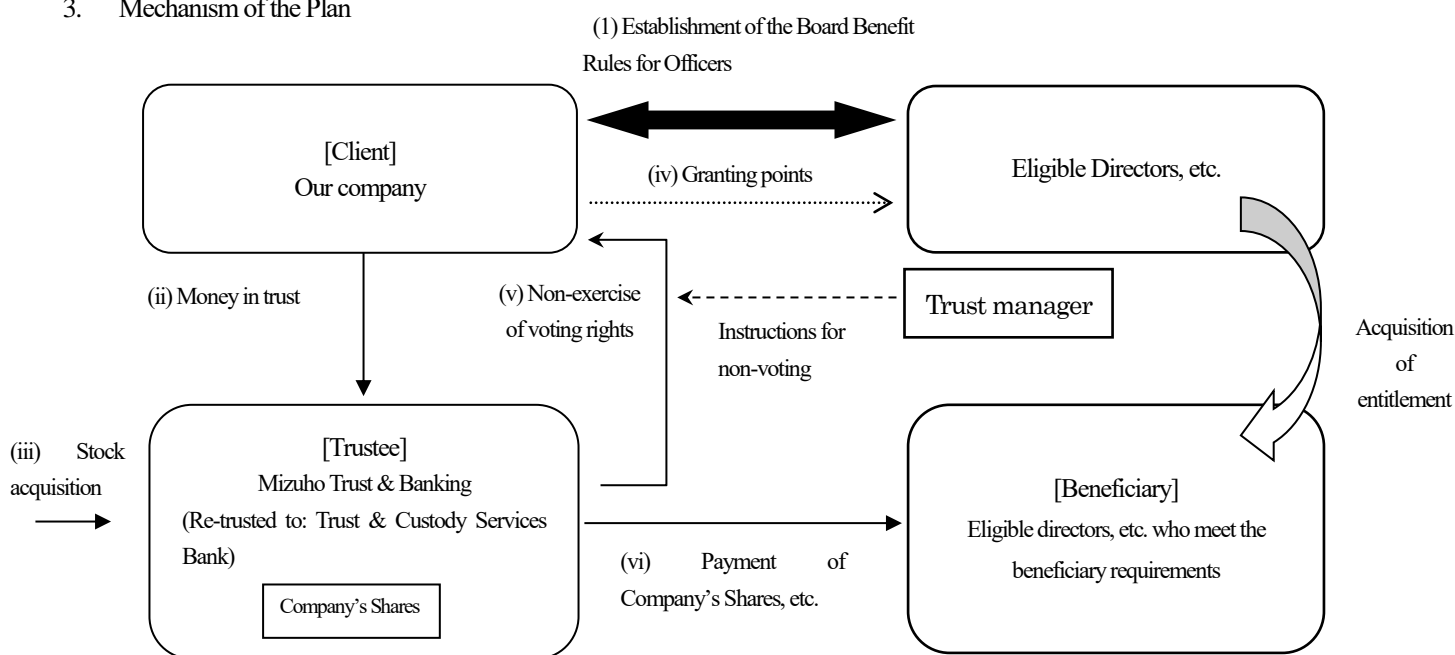 3. Mechanism of the Plan
(1) Establishment of the Board Benefit
Rules for Officers
[Client]
Our company
(iv) Granting points
Eligible Directors, etc.
(ii) Money in trust
(v) Non-exercise
of voting rights
Instructions for
non-voting
Trust manager
Acquisition
of
entitlement
(iii) Stock
acquisition
[Trustee]
Mizuho Trust & Banking
(Re-trusted to: Trust & Custody Services
Bank)
Company's Shares
(vi) Payment of
Company's Shares, etc.
[Beneficiary]
Eligible directors, etc. who meet the
beneficiary requirements